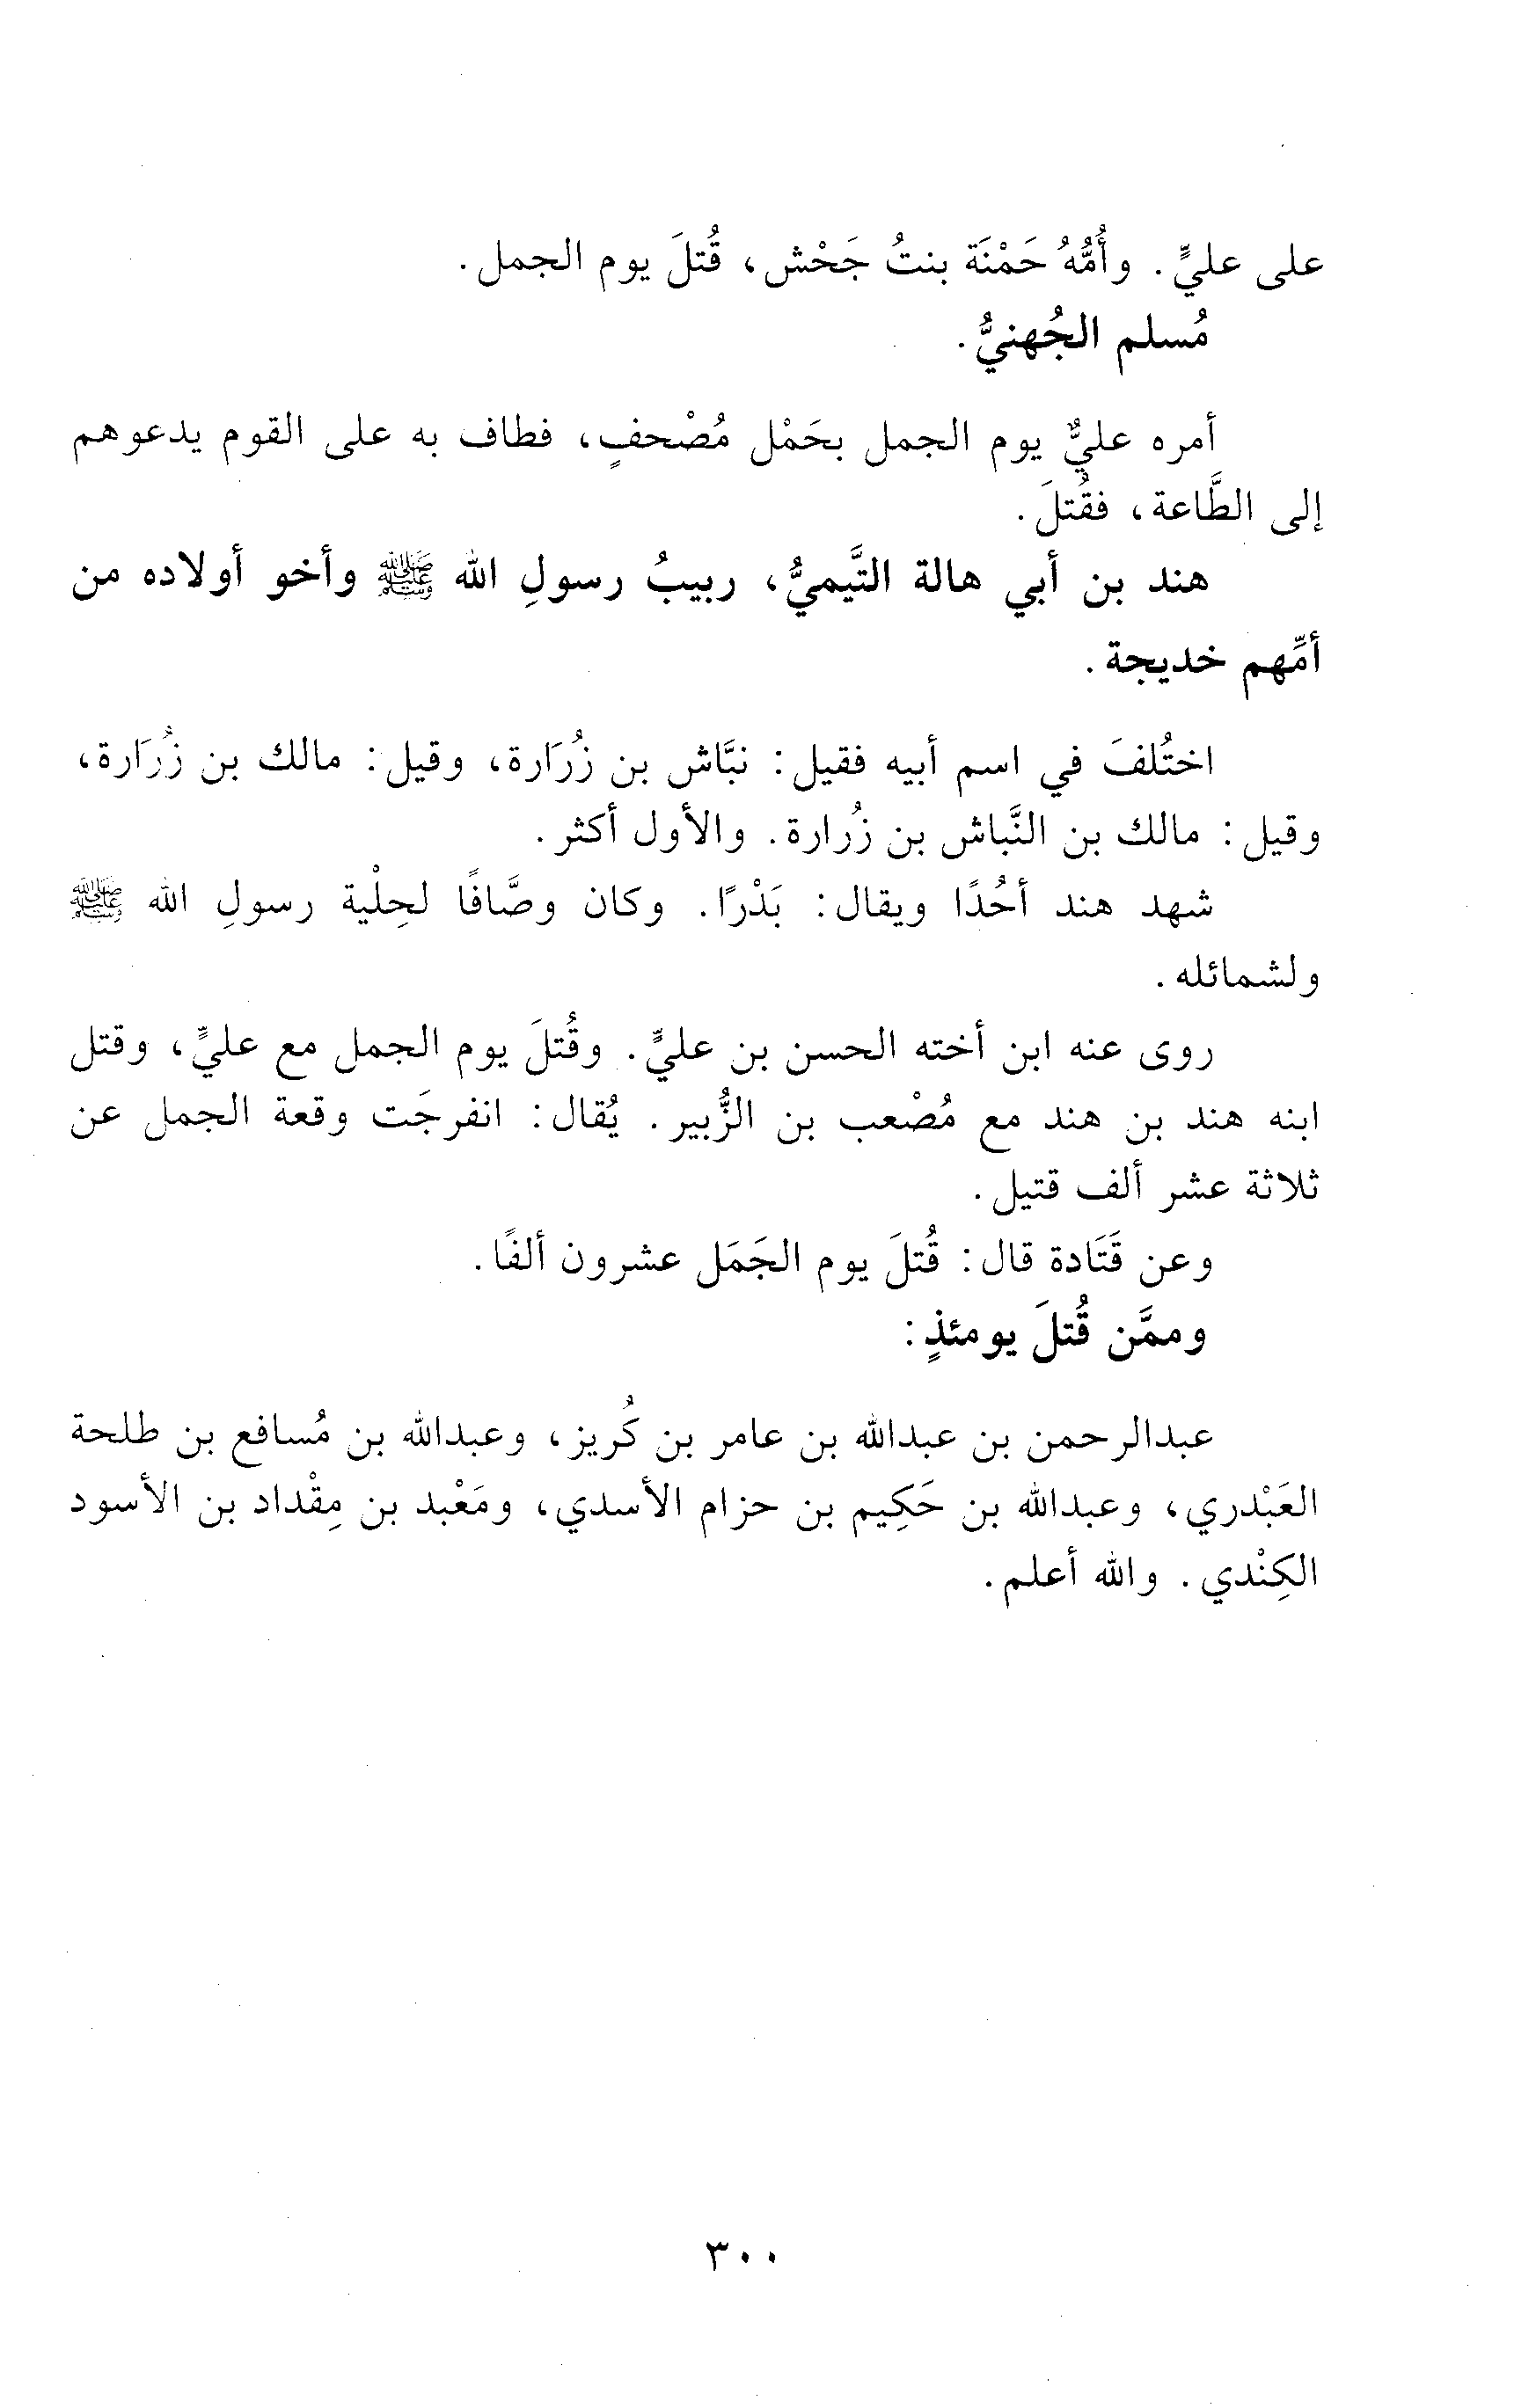 على عليٍّ. وأُمُّهُ حَمْنَة بنتُ جَحْش، قُتلَ يوم الجمل.
مُسلم الجُهنيُّ.
أمره عليٌّ يوم الجمل بحَمْل مُصْحفٍ، فطاف به على القوم يدعوهم
إلى الطَّاعة، فقُتلَ.
هند بن أبي هالة التَّيميُّ، ربيبُ رسولِ الله ﷺ وأخو أولاده من
أمِّهم خديجة.
اختُلفَ في اسم أبيه فقيل: نبَّاش بن زُرَارة، وقيل: مالك بن زُرَارة،
وقيل: مالك بن النَّباش بن زُرارة. والأول أكثر.
شهد هند أحُدًا ويقال: بَدْرًا. وكان وصَّافًا لحِلْية رسولِ الله ﷺ
ولشمائله.
روى عنه ابن أخته الحسن بن عليٍّ. وقُتلَ يوم الجمل مع عليٍّ، وقتل
ابنه هند بن هند مع مُصْعب بن الزُّبير. يُقال: انفرجَت وقعة الجمل عن
ثلاثة عشر ألف قتيل.
وعن قَتَادة قال: قُتلَ يوم الجَمَل عشرون ألفًا.
وممَّن قُتلَ يومئذٍ:
عبدالرحمن بن عبدالله بن عامر بن كُريز، وعبدالله بن مُسافع بن طلحة
العَبْدري، وعبدالله بن حَكِيم بن حزام الأسدي، ومَعْبد بن مِقْداد بن الأسود
الكِنْدي. والله أعلم.
٣٠٠